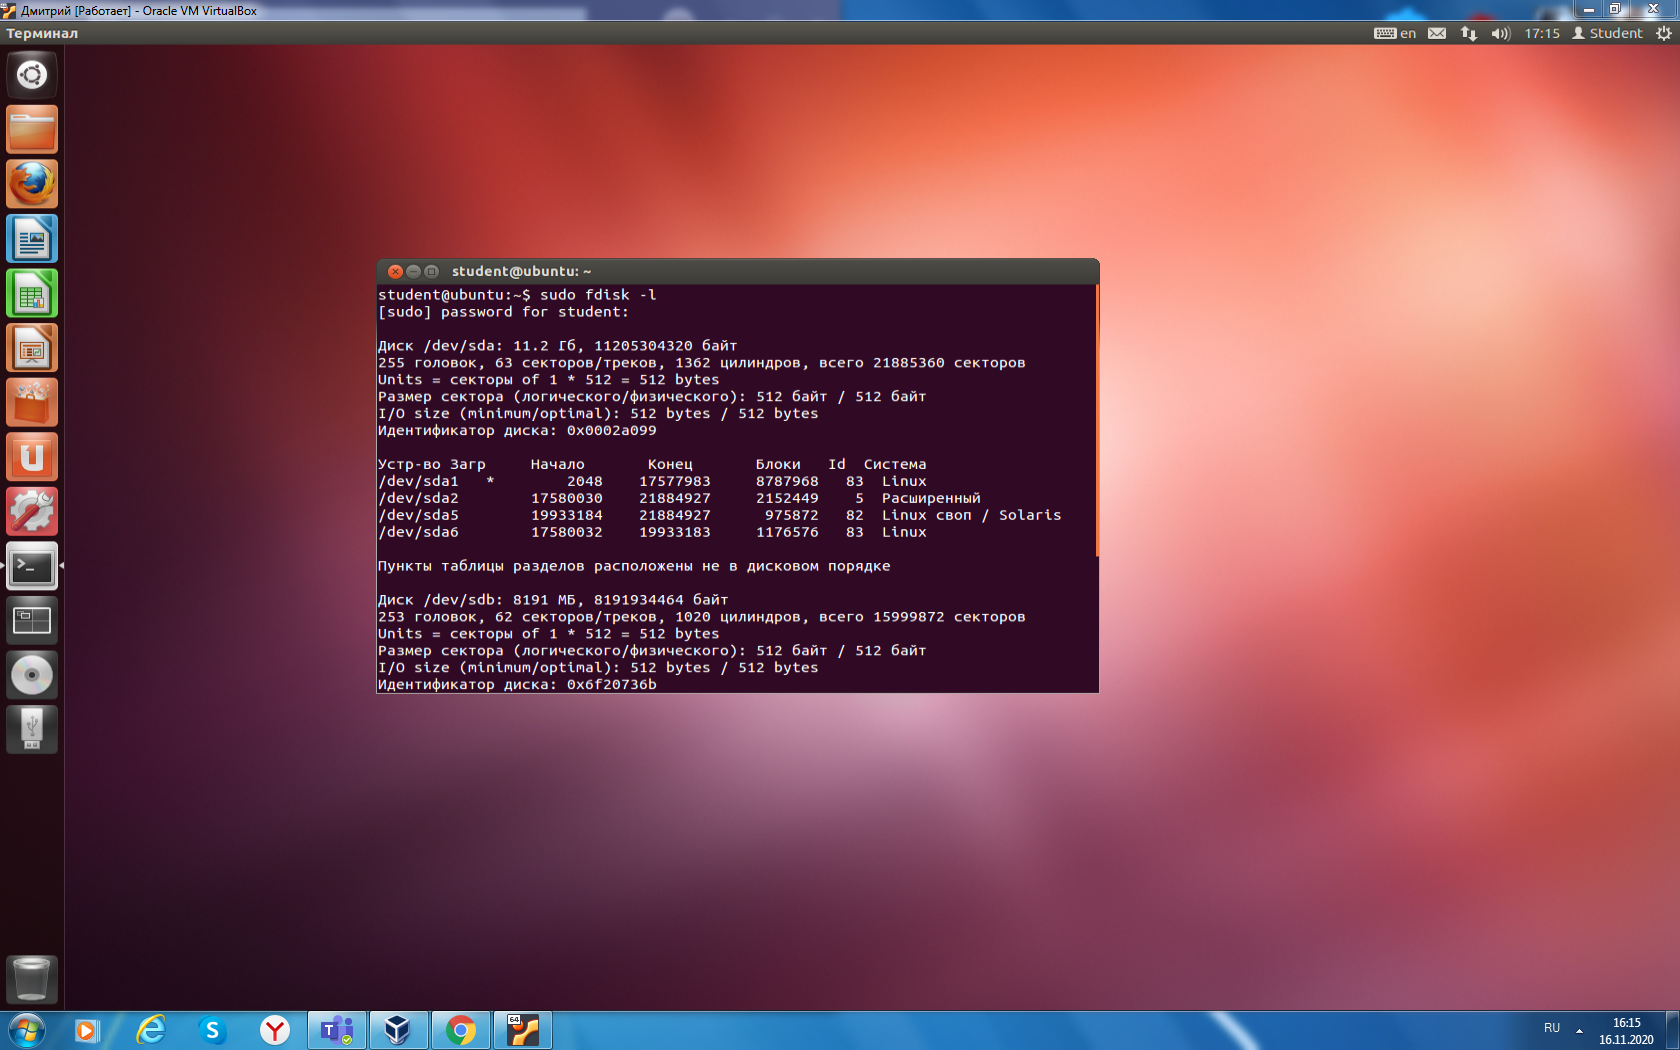 Дмитрий [Работает] - Oracle VM VirtualBox
Терминал
en
17:15
Student
student@ubuntu: ~
student@ubuntu:~$ sudo fdisk -l
[sudo] password for student:
Диск /dev/sda: 11.2 Гб, 11205304320 байт
255 головок, 63 секторов/треков, 1362 цилиндров, всего 21885360 секторов
Units = секторы of 1 * 512 = 512 bytes
Размер сектора (логического/физического): 512 байт / 512 байт
I/O size (minimum/optimal): 512 bytes / 512 bytes
Идентификатор диска: 0x0002a099
Устр-во Загр     Начало       Конец       Блоки   Id  Система
/dev/sda1   *        2048    17577983     8787968   83  Linux
/dev/sda2        17580030    21884927     2152449    5  Расширенный
/dev/sda5        19933184    21884927      975872   82  Linux своп / Solaris
/dev/sda6        17580032    19933183     1176576   83  Linux
Пункты таблицы разделов расположены не в дисковом порядке
Диск /dev/sdb: 8191 МБ, 8191934464 байт
253 головок, 62 секторов/треков, 1020 цилиндров, всего 15999872 секторов
Units = секторы of 1 * 512 = 512 bytes
Размер сектора (логического/физического): 512 байт / 512 байт
I/O size (minimum/optimal): 512 bytes / 512 bytes
Идентификатор диска: 0x6f20736b
64
RU
16:15
16.11.2020